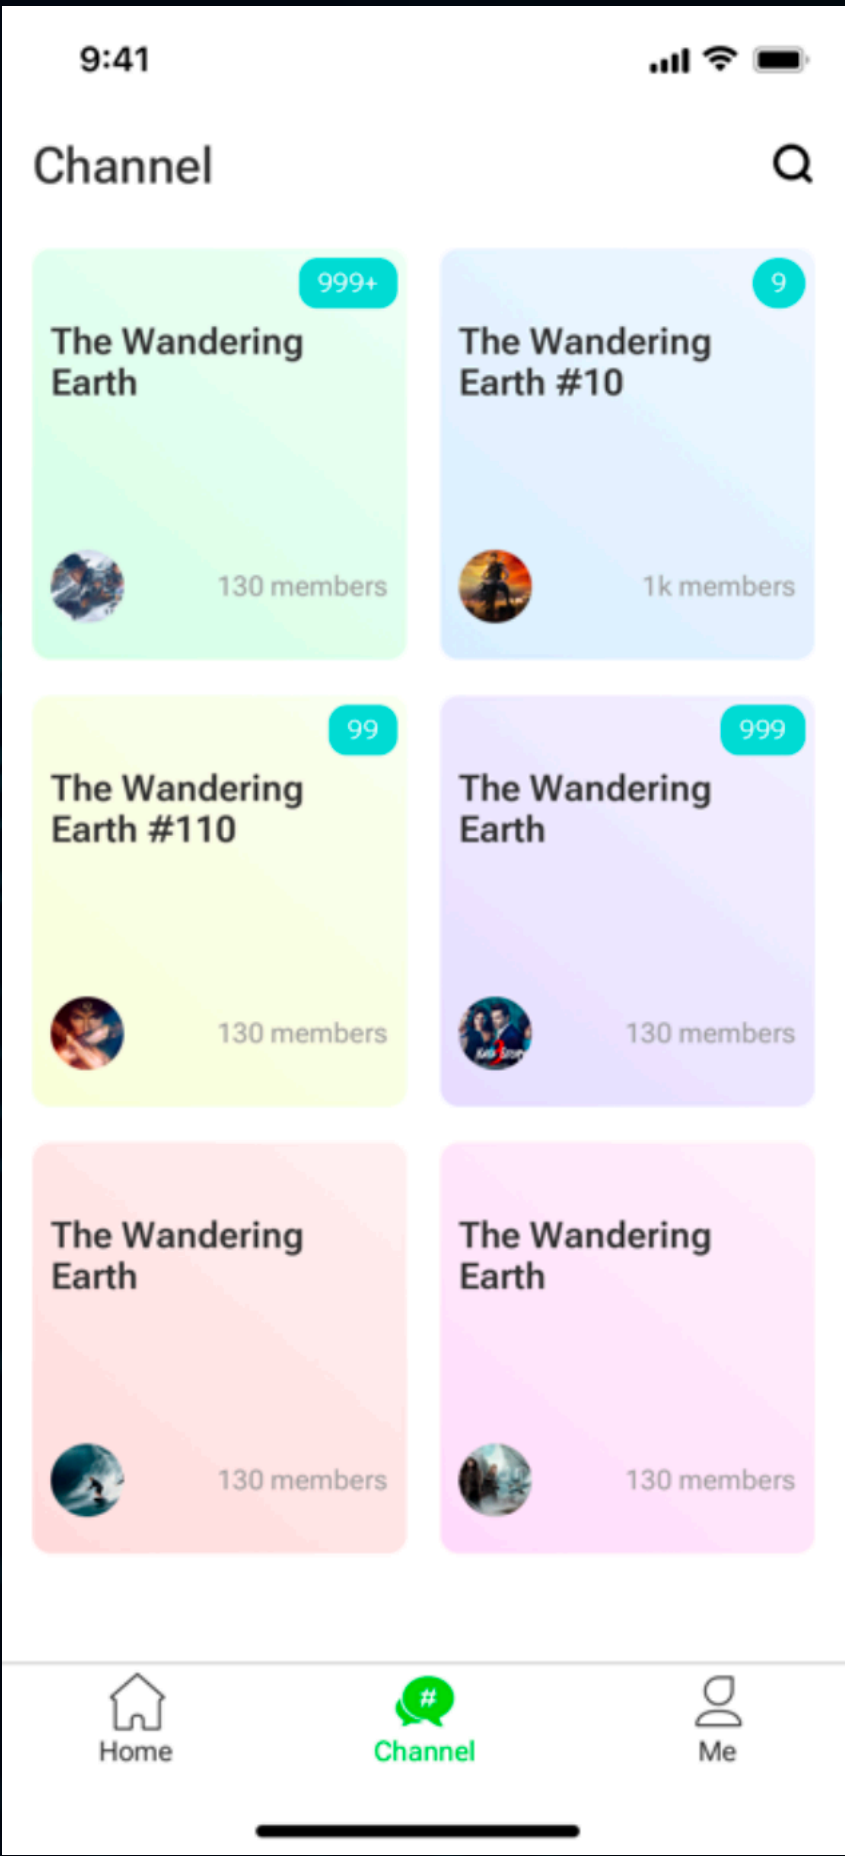 9:41
Channel
999+
The Wandering
Earth
130 members
9
The Wandering
Earth #10
1k members
99
The Wandering
Earth #110
130 members
999
The Wandering
Earth
130 members
The Wandering
Earth
130 members
The Wandering
Earth
130 members
#
Home
Channel
Me